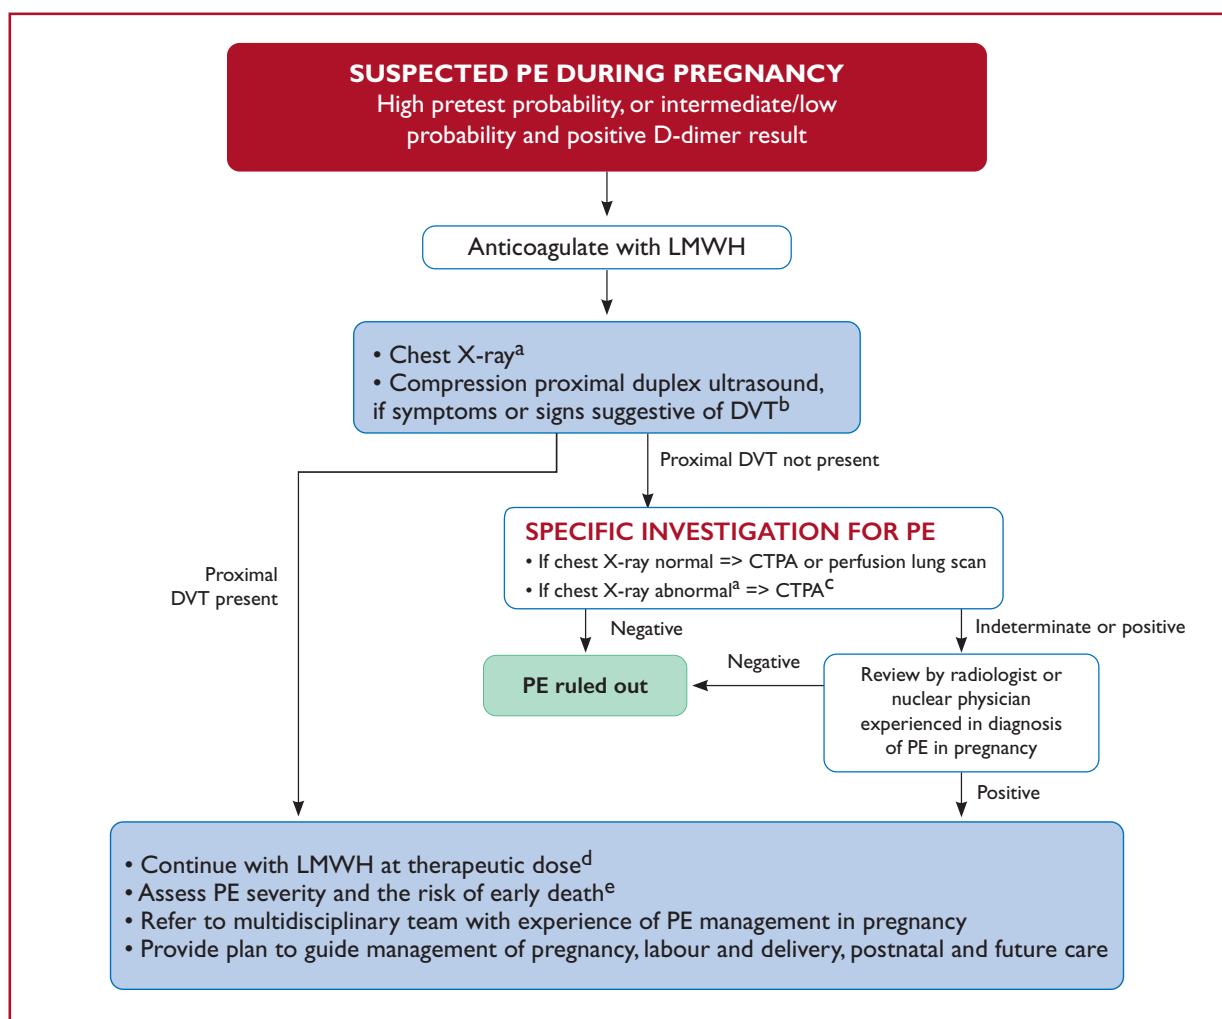 SUSPECTED PE DURING PREGNANCY
High pretest probability, or intermediate/low
probability and positive D-dimer result
Anticoagulate with LMWH
• Chest X-rayᵃ
• Compression proximal duplex ultrasound,
if symptoms or signs suggestive of DVTᵇ
Proximal DVT not present
SPECIFIC INVESTIGATION FOR PE
• If chest X-ray normal => CTPA or perfusion lung scan
• If chest X-ray abnormalᵃ => CTPAᶜ
Proximal
DVT present
Negative
Indeterminate or positive
PE ruled out
Negative
Review by radiologist or
nuclear physician
experienced in diagnosis
of PE in pregnancy
Positive
• Continue with LMWH at therapeutic doseᵈ
• Assess PE severity and the risk of early deathᵉ
• Refer to multidisciplinary team with experience of PE management in pregnancy
• Provide plan to guide management of pregnancy, labour and delivery, postnatal and future care